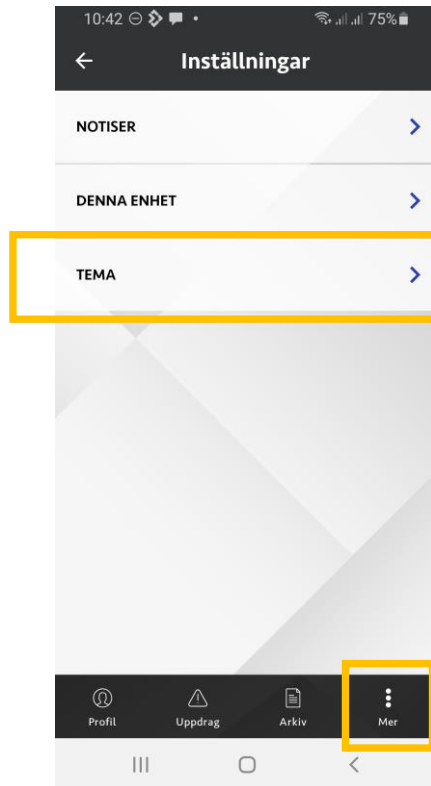 10:42 75%
Inställningar
NOTISER
DENNA ENHET
TEMA
Profil Uppdrag Arkiv Mer